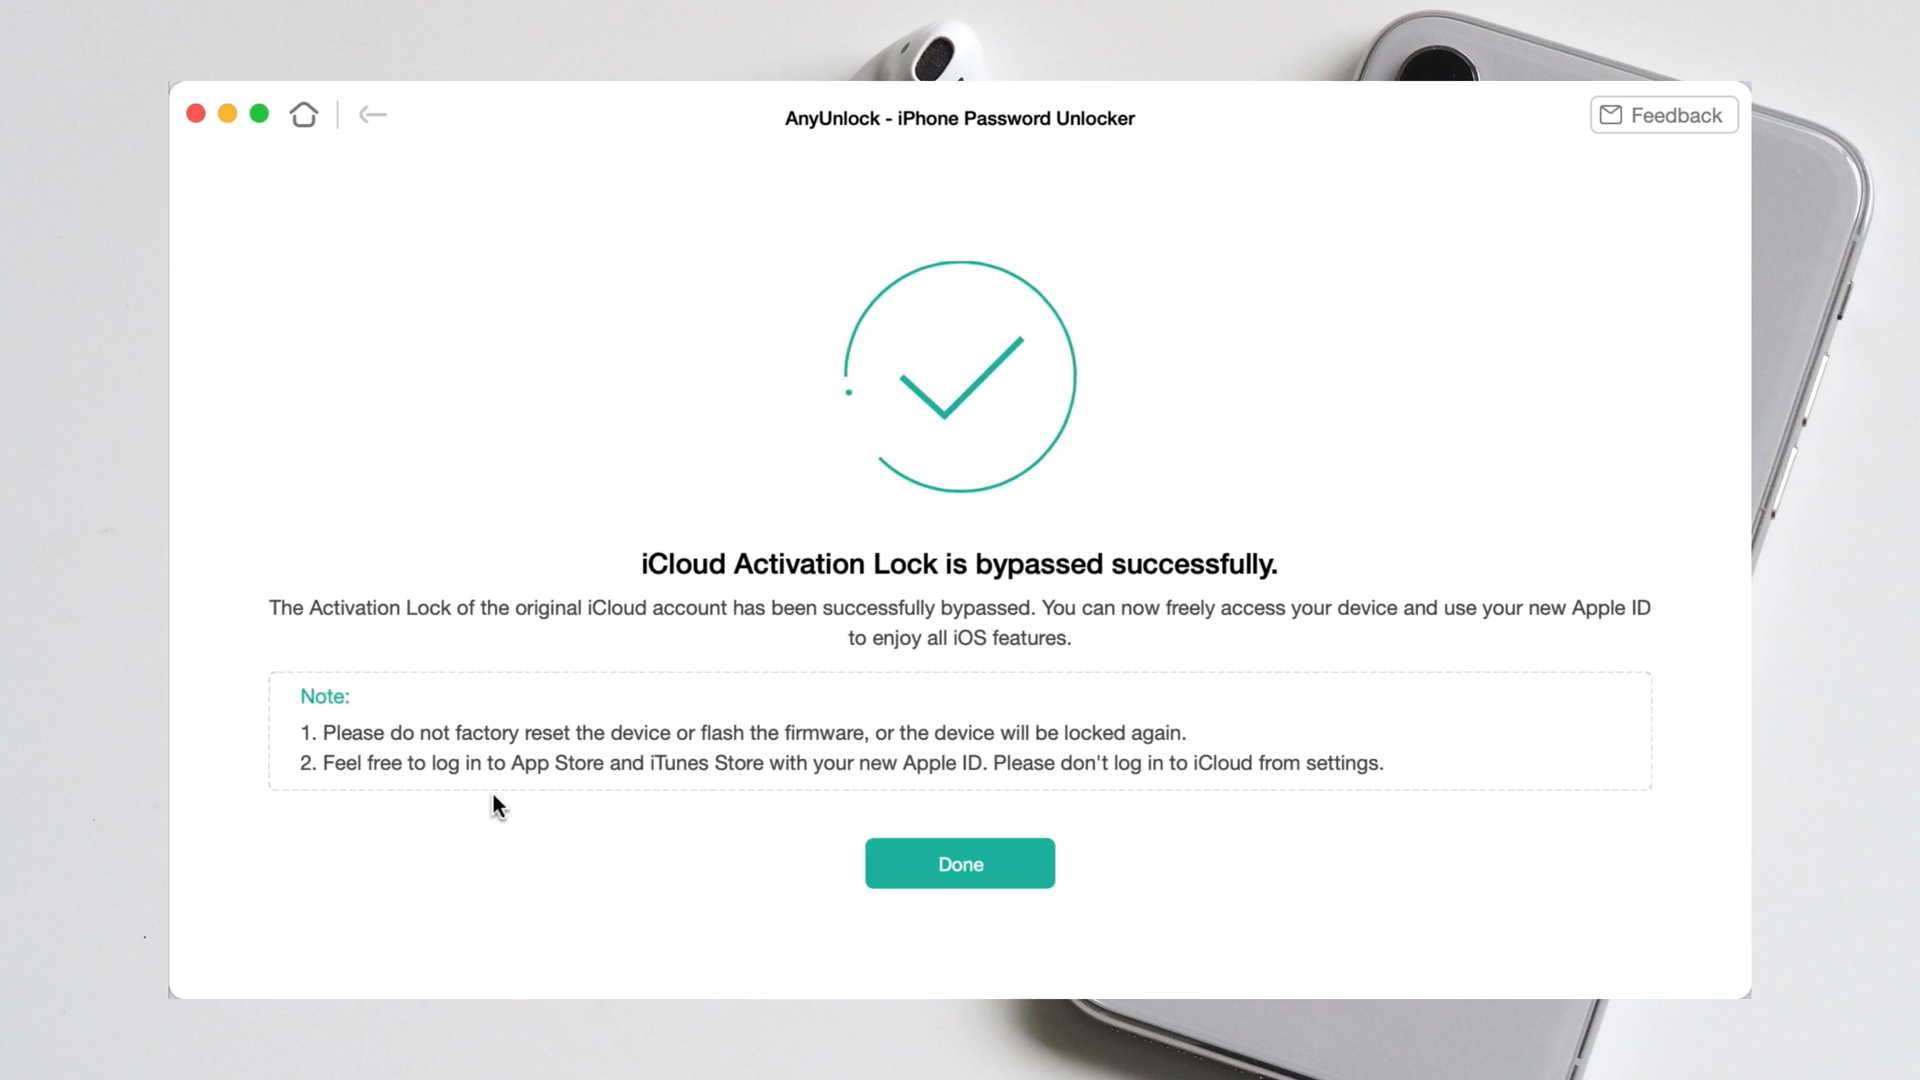 AnyUnlock - iPhone Password Unlocker
Feedback
iCloud Activation Lock is bypassed successfully.
The Activation Lock of the original iCloud account has been successfully bypassed. You can now freely access your device and use your new Apple ID
to enjoy all iOS features.
Note:
1. Please do not factory reset the device or flash the firmware, or the device will be locked again.
2. Feel free to log in to App Store and iTunes Store with your new Apple ID. Please don't log in to iCloud from settings.
Done